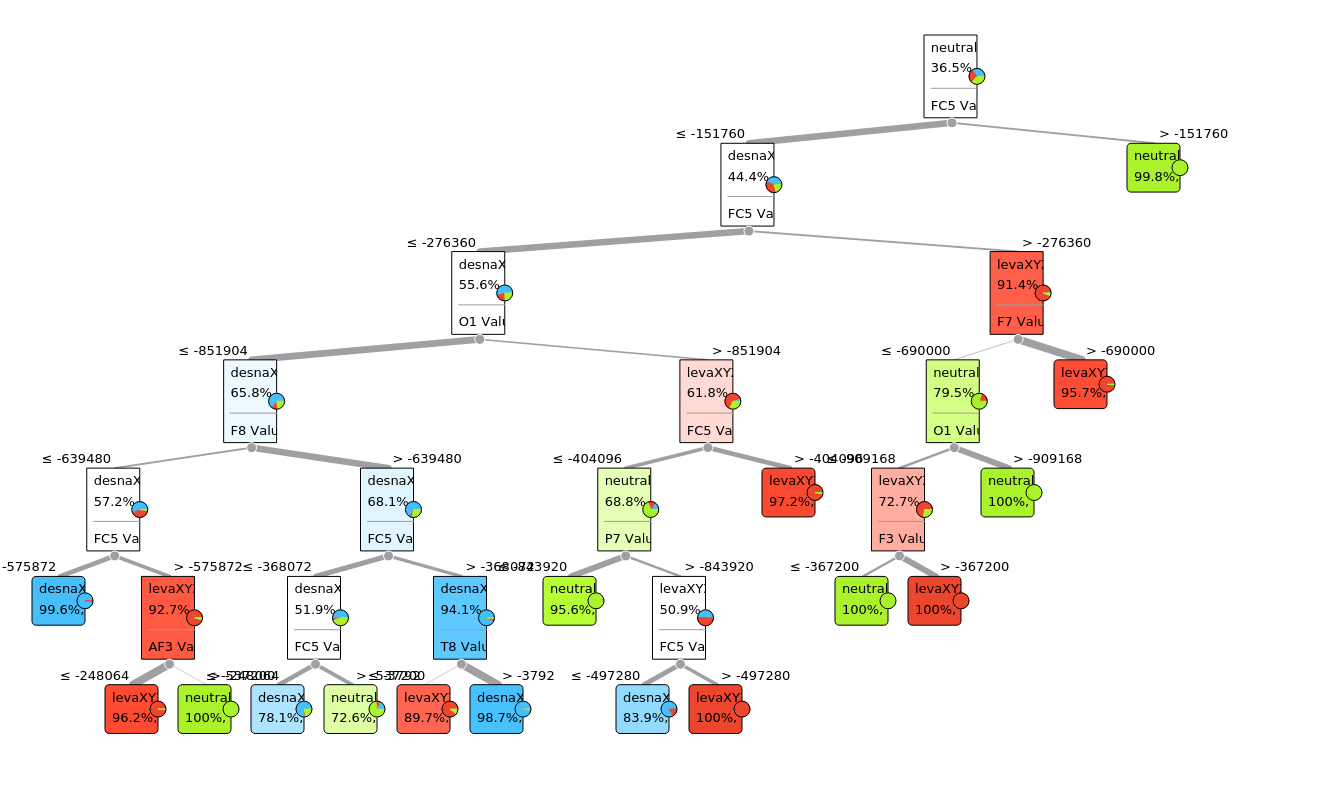 neutral
36.5%,
FC5 Va
≤ -151760
> -151760
desnaX
44.4%,
FC5 Va
neutral
99.8%,
≤ -276360
> -276360
desnaX
55.6%,
O1 Valu
levaXY
91.4%,
F7 Valu
≤ -851904
> -851904
≤ -690000
> -690000
desnaX
65.8%,
F8 Valu
levaXY
61.8%,
FC5 Va
neutral
79.5%,
O1 Valu
levaXY
95.7%,
≤ -639480
> -639480
≤ -404096
> -404096
≤ -909168
> -909168
desnaX
57.2%,
FC5 Va
desnaX
68.1%,
FC5 Va
neutral
68.8%,
P7 Valu
levaXY
97.2%,
levaXY
72.7%,
F3 Valu
neutral
100%,
-575872
> -575872
≤ -368072
> -368072
≤ -843920
> -843920
≤ -367200
> -367200
desnaX
99.6%,
levaXY
92.7%,
AF3 Va
desnaX
51.9%,
FC5 Va
desnaX
94.1%,
T8 Valu
neutral
95.6%,
levaXY
50.9%,
FC5 Va
neutral
100%,
levaXY
100%,
≤ -248064
> -248064
≤ -3792
> -3792
≤ -497280
> -497280
levaXY
96.2%,
neutral
100%,
desnaX
78.1%,
neutral
72.6%,
levaXY
89.7%,
desnaX
98.7%,
desnaX
83.9%,
levaXY
100%,